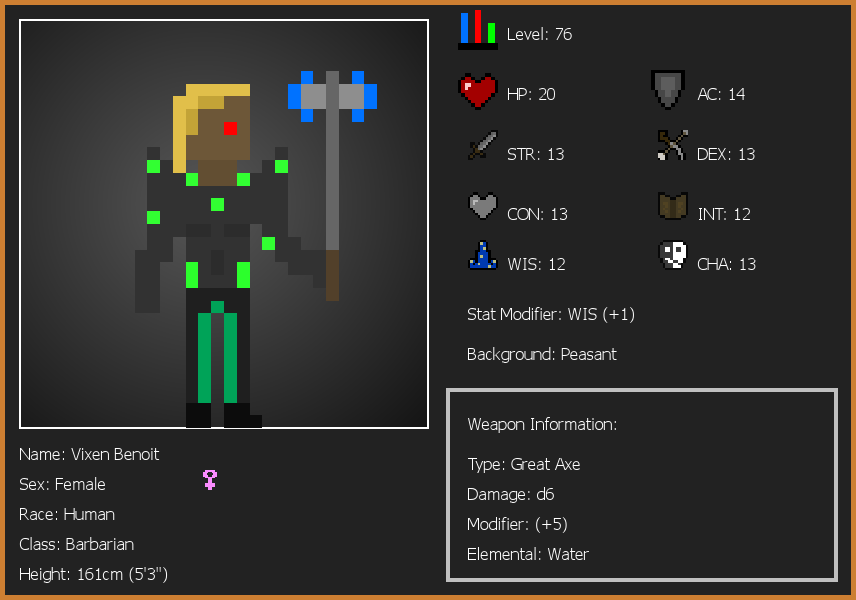 Level: 76
HP: 20
AC: 14
STR: 13
DEX: 13
CON: 13
INT: 12
WIS: 12
CHA: 13
Stat Modifier: WIS (+1)
Background: Peasant
Weapon Information:
Type: Great Axe
Damage: d6
Modifier: (+5)
Elemental: Water
Name: Vixen Benoit
Sex: Female
Race: Human
Class: Barbarian
Height: 161cm (5'3")